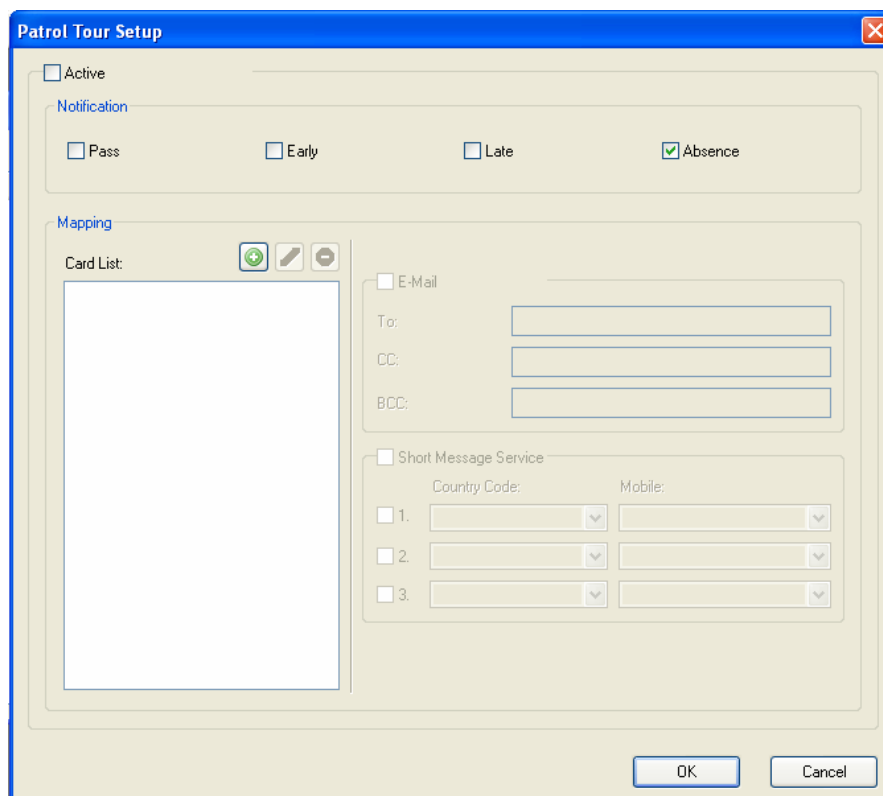 Patrol Tour Setup
Active
Notification
Pass Early Late Absence
Mapping
Card List:
E-Mail
To:
CC:
BCC:
Short Message Service
Country Code: Mobile:
1.
2.
3.
OK Cancel